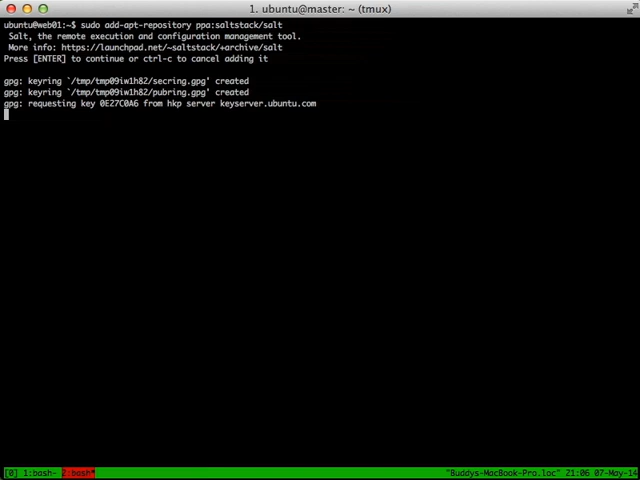 1. ubuntu@master: ~ (tmux)
ubuntu@web01:~$ sudo add-apt-repository ppa:saltstack/salt
Salt, the remote execution and configuration management tool.
More info: https://launchpad.net/~saltstack/+archive/salt
Press [ENTER] to continue or ctrl-c to cancel adding it
gpg: keyring `/tmp/tmp09iw1h82/secring.gpg' created
gpg: keyring `/tmp/tmp09iw1h82/pubring.gpg' created
gpg: requesting key 0E27C0A6 from hkp server keyserver.ubuntu.com
[0] 1:bash- 2:bash* "Buddys-MacBook-Pro.loc" 21:06 07-May-14